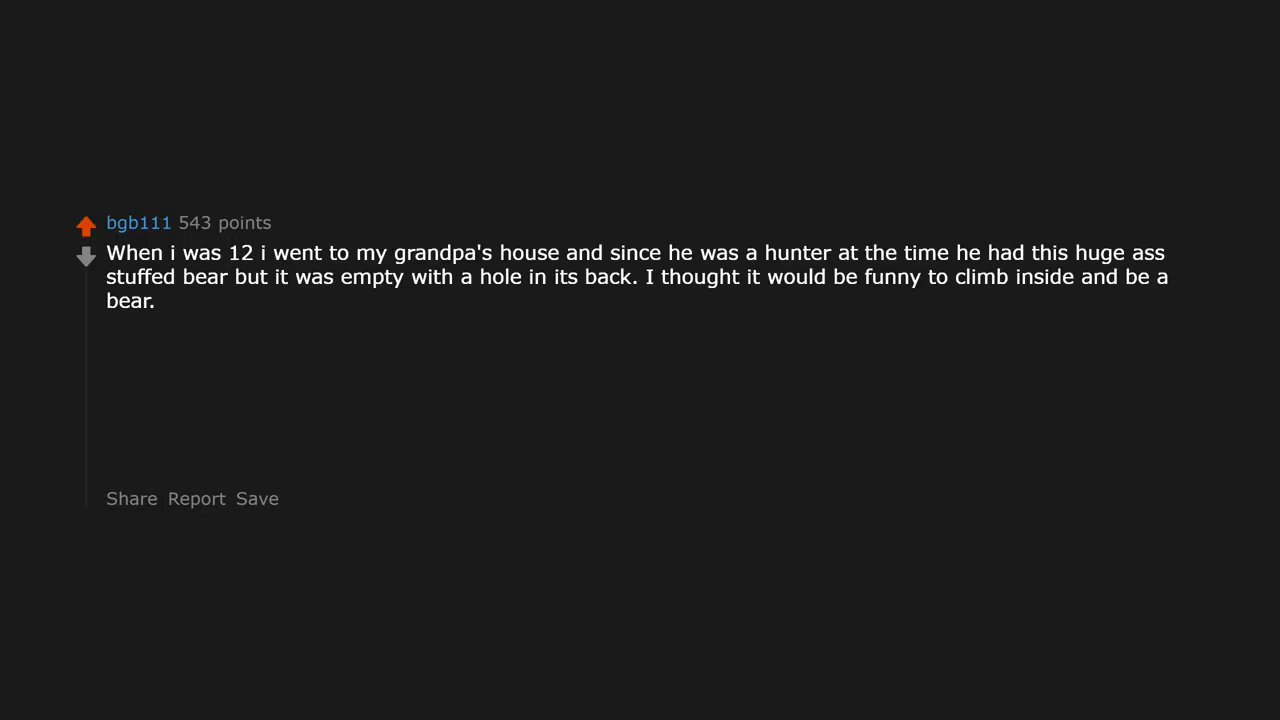 bgb111 543 points
When i was 12 i went to my grandpa's house and since he was a hunter at the time he had this huge ass
stuffed bear but it was empty with a hole in its back. I thought it would be funny to climb inside and be a
bear.
Share Report Save